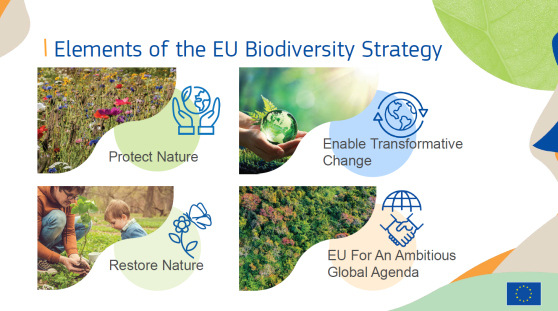 Elements of the EU Biodiversity Strategy
Protect Nature
Enable Transformative
Change
Restore Nature
EU For An Ambitious
Global Agenda